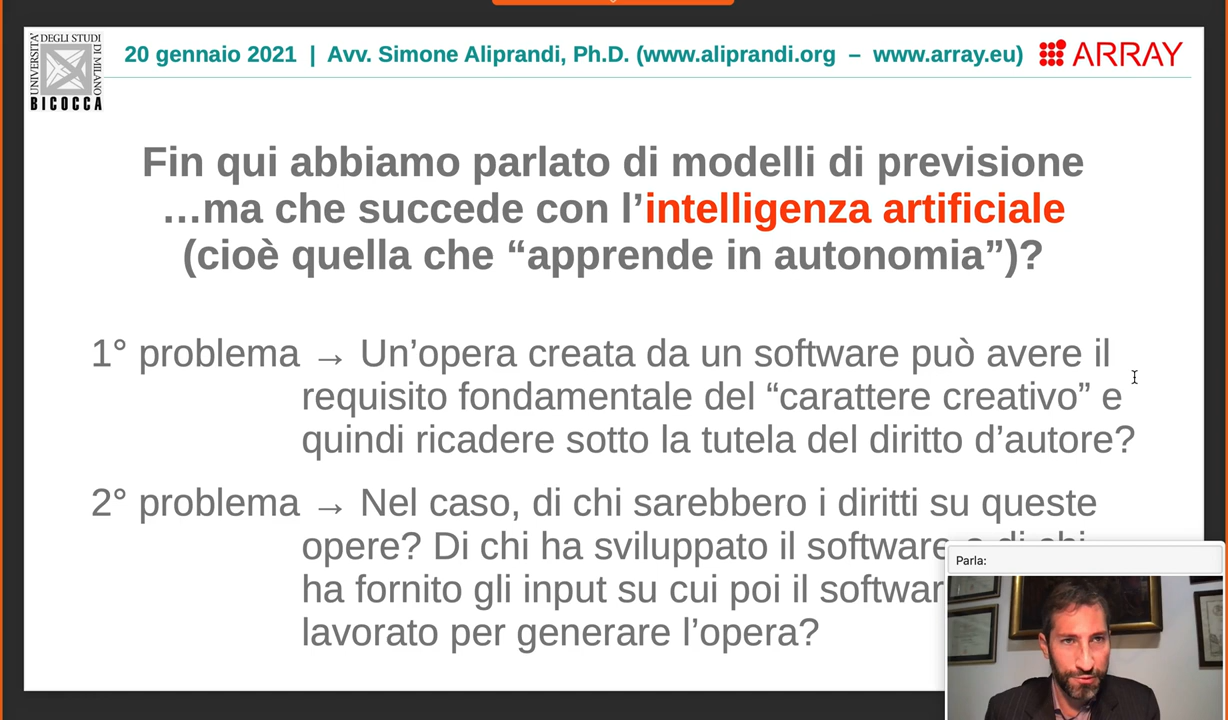 UNIVERSITÀ DEGLI STUDI DI MILANO
BICOCCA
20 gennaio 2021 | Avv. Simone Aliprandi, Ph.D. (www.aliprandi.org – www.array.eu)
ARRAY
Fin qui abbiamo parlato di modelli di previsione
…ma che succede con l’intelligenza artificiale
(cioè quella che “apprende in autonomia”)?
1° problema → Un’opera creata da un software può avere il
requisito fondamentale del “carattere creativo” e
quindi ricadere sotto la tutela del diritto d’autore?
2° problema → Nel caso, di chi sarebbero i diritti su queste
opere? Di chi ha sviluppato il software o di chi
ha fornito gli input su cui poi il softwar
lavorato per generare l’opera?
Parla: